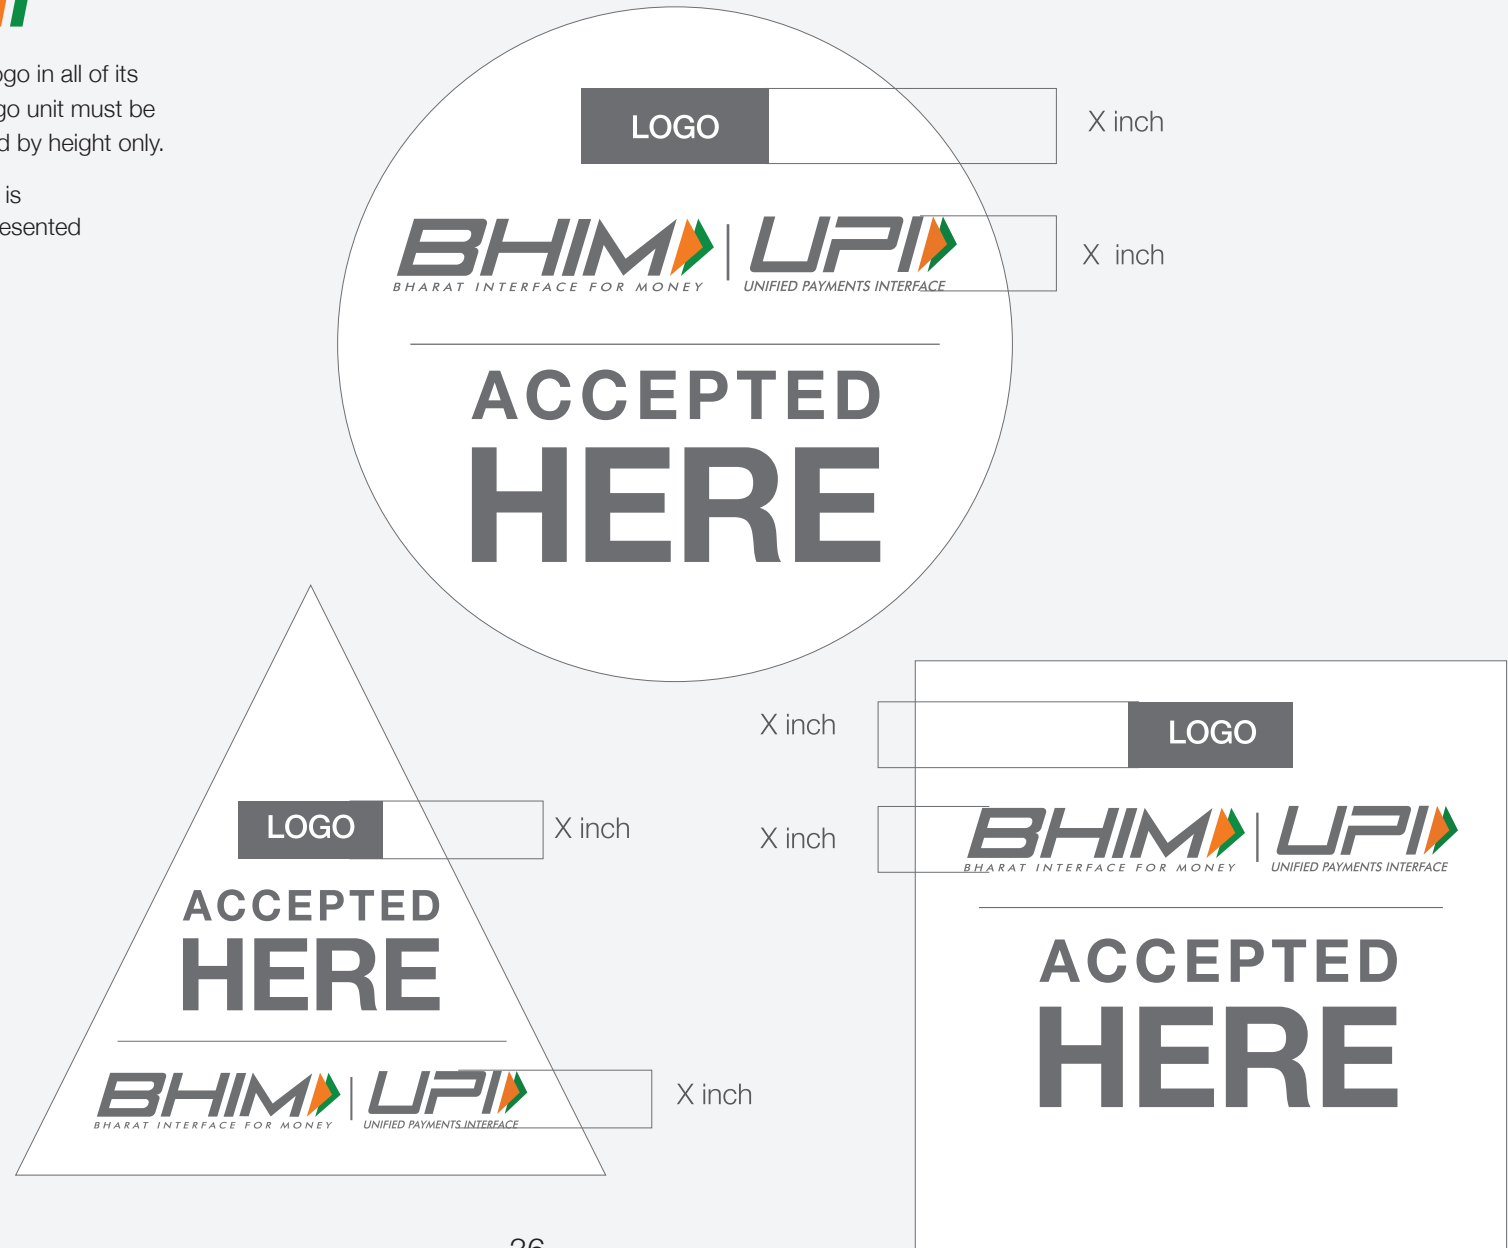 ogo in all of its
go unit must be
d by height only.
is
esented
LOGO
X inch
BHIM | UPI
X inch
BHARAT INTERFACE FOR MONEY UNIFIED PAYMENTS INTERFACE
ACCEPTED
HERE
LOGO
X inch
ACCEPTED
HERE
BHIM | UPI
X inch
BHARAT INTERFACE FOR MONEY UNIFIED PAYMENTS INTERFACE
X inch
LOGO
X inch
BHIM | UPI
BHARAT INTERFACE FOR MONEY UNIFIED PAYMENTS INTERFACE
ACCEPTED
HERE